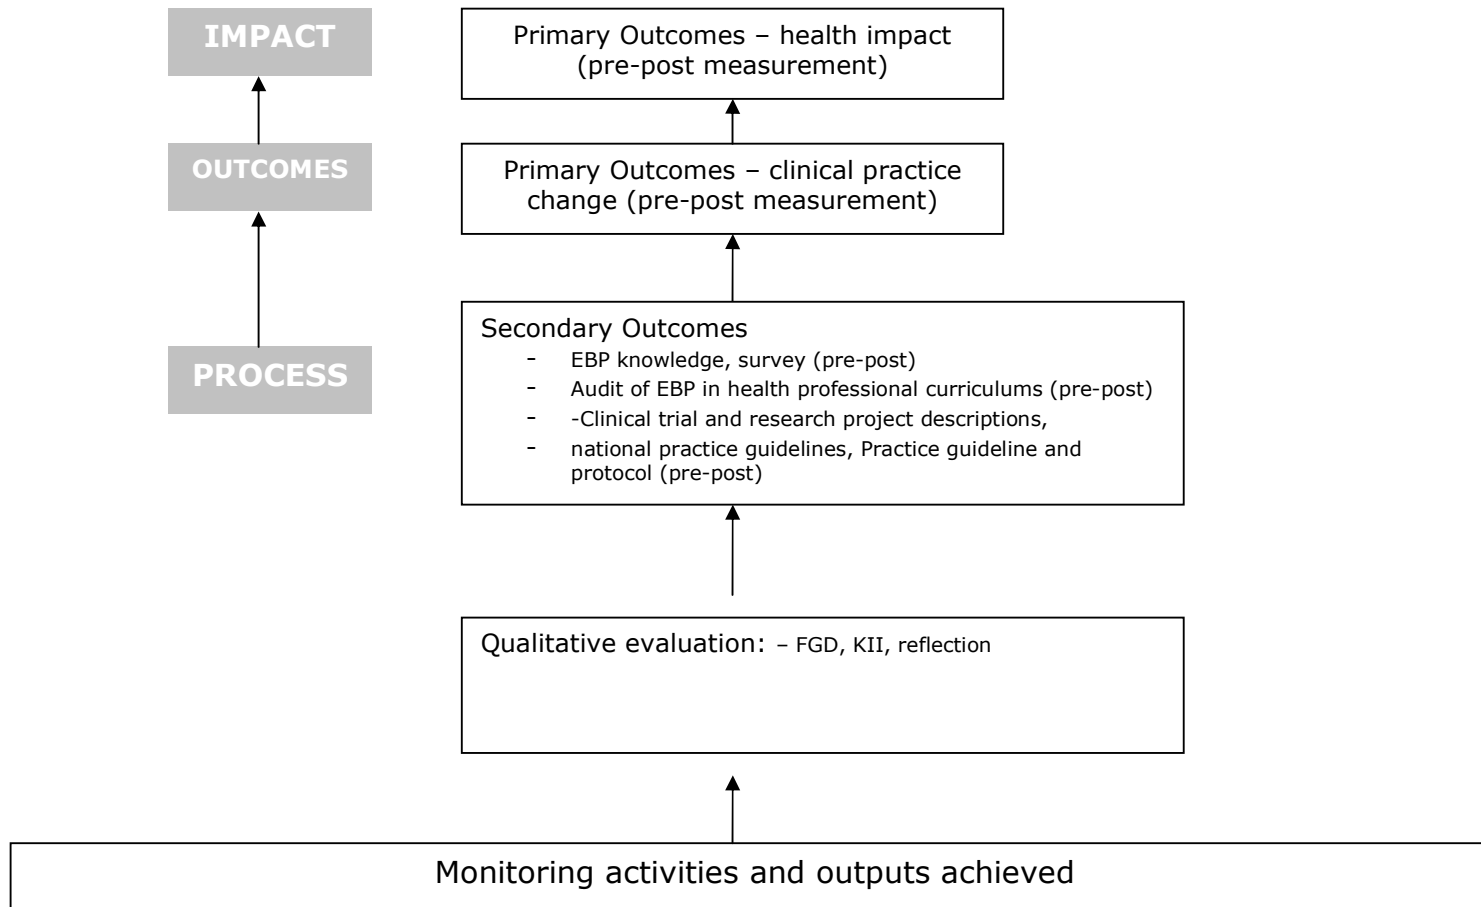 IMPACT
Primary Outcomes – health impact
(pre-post measurement)
OUTCOMES
Primary Outcomes – clinical practice
change (pre-post measurement)
PROCESS
Secondary Outcomes
- EBP knowledge, survey (pre-post)
- Audit of EBP in health professional curriculums (pre-post)
- -Clinical trial and research project descriptions,
- national practice guidelines, Practice guideline and
protocol (pre-post)
Qualitative evaluation: – FGD, KII, reflection
Monitoring activities and outputs achieved